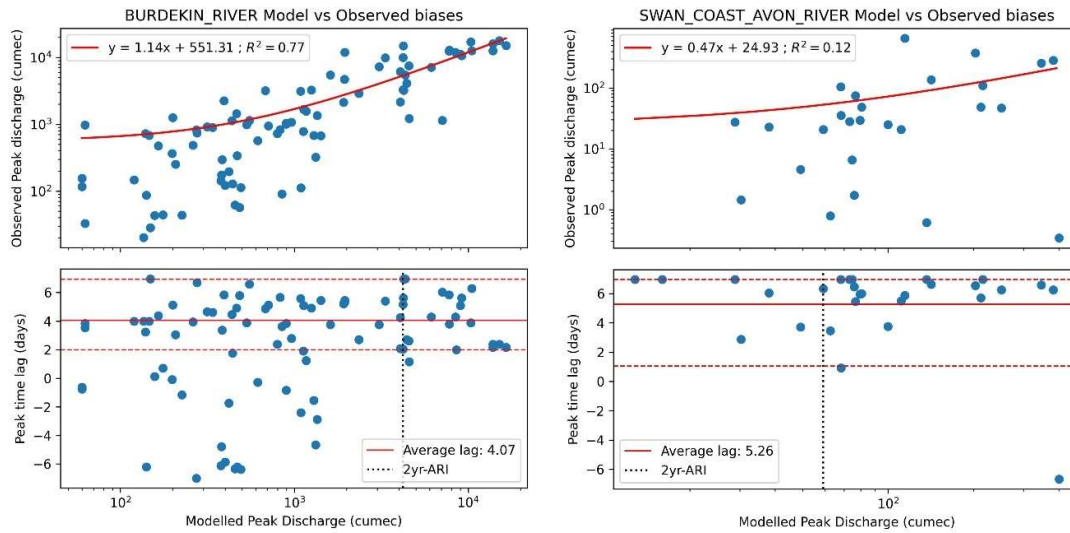 BURDEKIN_RIVER Model vs Observed biases
y = 1.14x + 551.31 ; R² = 0.77
Observed Peak discharge (cumec)
10⁴
10³
10²
Peak time lag (days)
6
4
2
0
−2
−4
−6
Average lag: 4.07
2yr-ARI
10²
10³
10⁴
Modelled Peak Discharge (cumec)
SWAN_COAST_AVON_RIVER Model vs Observed biases
y = 0.47x + 24.93 ; R² = 0.12
Observed Peak discharge (cumec)
10²
10¹
10⁰
Peak time lag (days)
6
4
2
0
−2
−4
−6
Average lag: 5.26
2yr-ARI
10²
Modelled Peak Discharge (cumec)